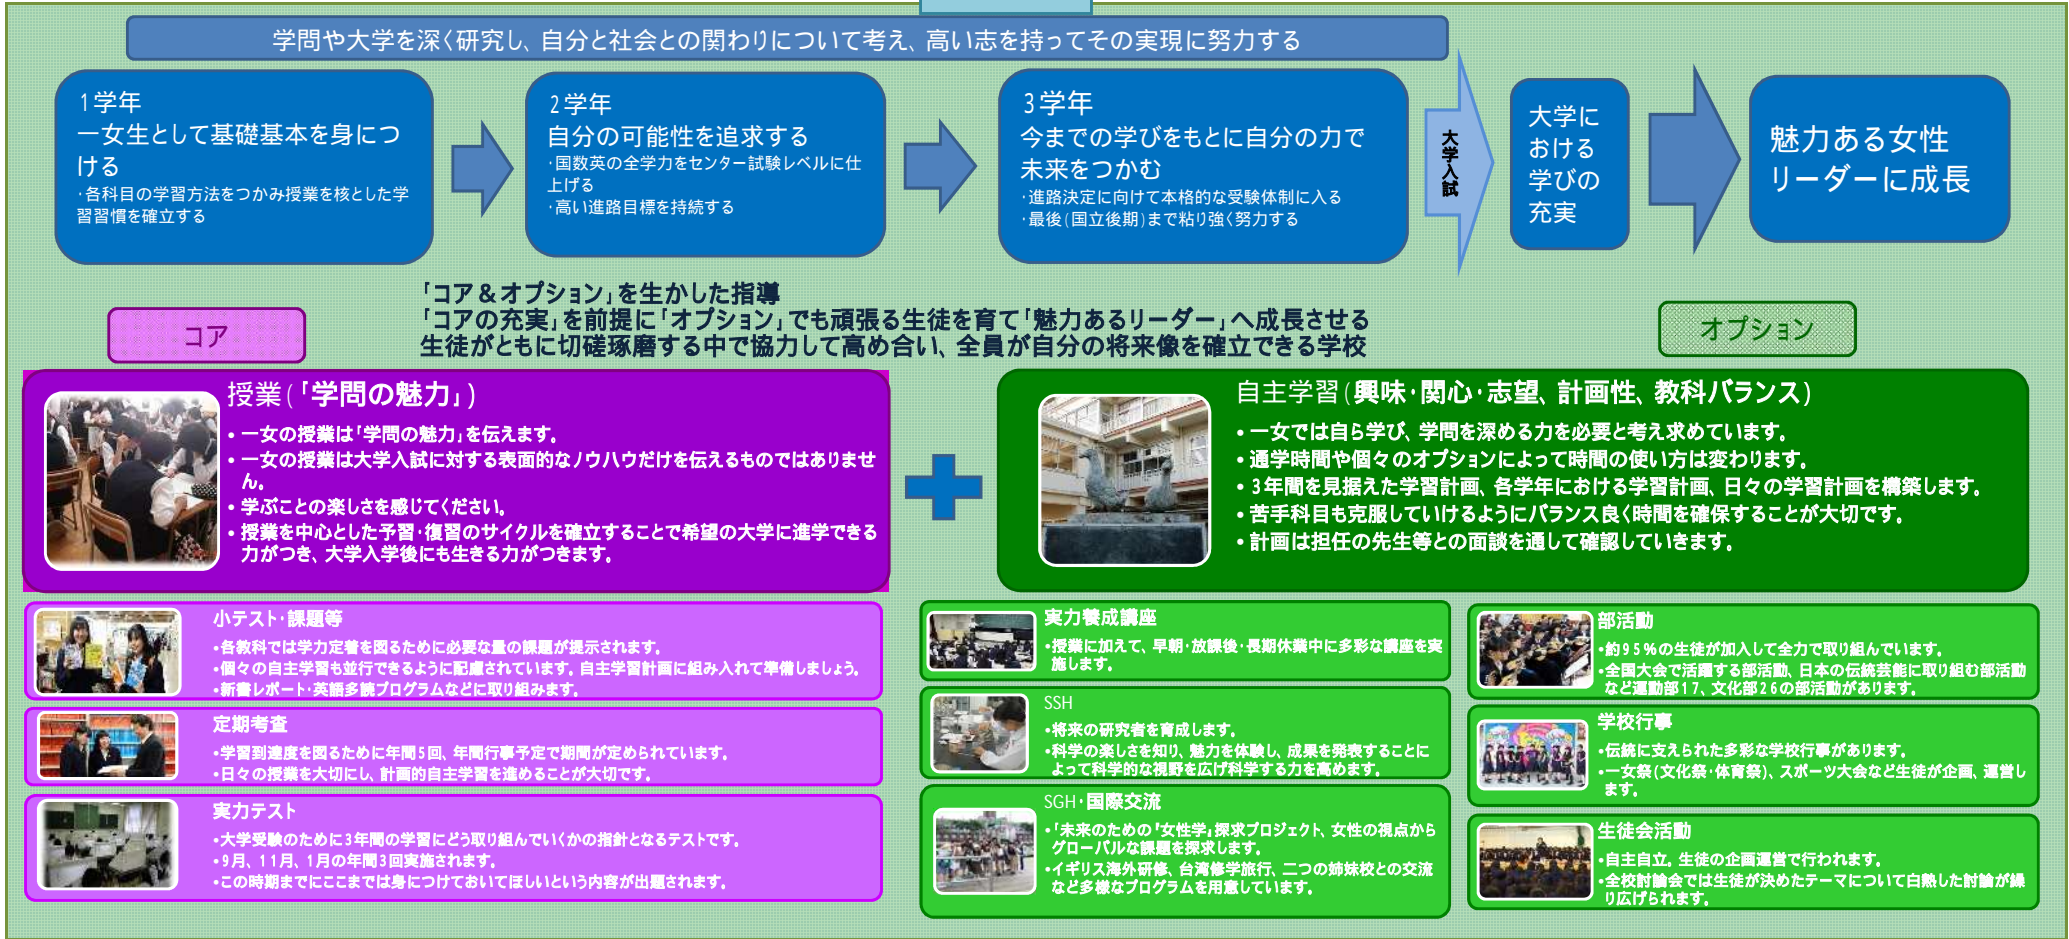 学問や大学を深く研究し、自分と社会との関わりについて考え、高い志を持ってその実現に努力する
1学年
一女生として基礎基本を身につ
ける
・各科目の学習方法をつかみ授業を核とした学
習習慣を確立する
2学年
自分の可能性を追求する
・国数英の全学力をセンター試験レベルに仕
上げる
・高い進路目標を持続する
3学年
今までの学びをもとに自分の力で
未来をつかむ
・進路決定に向けて本格的な受験体制に入る
・最後(国立後期)まで粘り強く努力する
大学入試
大学に
おける
学びの
充実
魅力ある女性
リーダーに成長
「コア&オプション」を生かした指導
「コアの充実」を前提に「オプション」でも頑張る生徒を育て「魅力あるリーダー」へ成長させる
生徒がともに切磋琢磨する中で協力して高め合い、全員が自分の将来像を確立できる学校
コア
オプション
授業(「学問の魅力」)
• 一女の授業は「学問の魅力」を伝えます。
• 一女の授業は大学入試に対する表面的なノウハウだけを伝えるものではありませ
ん。
• 学ぶことの楽しさを感じてください。
• 授業を中心とした予習・復習のサイクルを確立することで希望の大学に進学できる
力がつき、大学入学後にも生きる力がつきます。
自主学習(興味・関心・志望、計画性、教科バランス)
• 一女では自ら学び、学問を深める力を必要と考え求めています。
• 通学時間や個々のオプションによって時間の使い方は変わります。
• 3年間を見据えた学習計画、各学年における学習計画、日々の学習計画を構築します。
• 苦手科目も克服していけるようにバランス良く時間を確保することが大切です。
• 計画は担任の先生等との面談を通して確認していきます。
小テスト・課題等
•各教科では学力定着を図るために必要な量の課題が提示されます。
•個々の自主学習も並行できるように配慮されています。自主学習計画に組み入れて準備しましょう。
•新書レポート・英語多読プログラムなどに取り組みます。
定期考査
•学習到達度を図るために年間5回、年間行事予定で期間が定められています。
•日々の授業を大切にし、計画的自主学習を進めることが大切です。
実力テスト
•大学受験のために3年間の学習にどう取り組んでいくかの指針となるテストです。
•9月、11月、1月の年間3回実施されます。
•この時期までにここまでは身につけておいてほしいという内容が出題されます。
実力養成講座
•授業に加えて、早朝・放課後・長期休業中に多彩な講座を実
施します。
SSH
•将来の研究者を育成します。
•科学の楽しさを知り、魅力を体験し、成果を発表することに
よって科学的な視野を広げ科学する力を高めます。
SGH・国際交流
•「未来のための『女性学』探求プロジェクト、女性の視点から
グローバルな課題を探求します。
•イギリス海外研修、台湾修学旅行、二つの姉妹校との交流
など多様なプログラムを用意しています。
部活動
•約95%の生徒が加入して全力で取り組んでいます。
•全国大会で活躍する部活動、日本の伝統芸能に取り組む部活動
など運動部17、文化部26の部活動があります。
学校行事
•伝統に支えられた多彩な学校行事があります。
•一女祭(文化祭・体育祭)、スポーツ大会など生徒が企画、運営し
ます。
生徒会活動
•自主自立。生徒の企画運営で行われます。
•全校討論会では生徒が決めたテーマについて白熱した討論が繰
り広げられます。